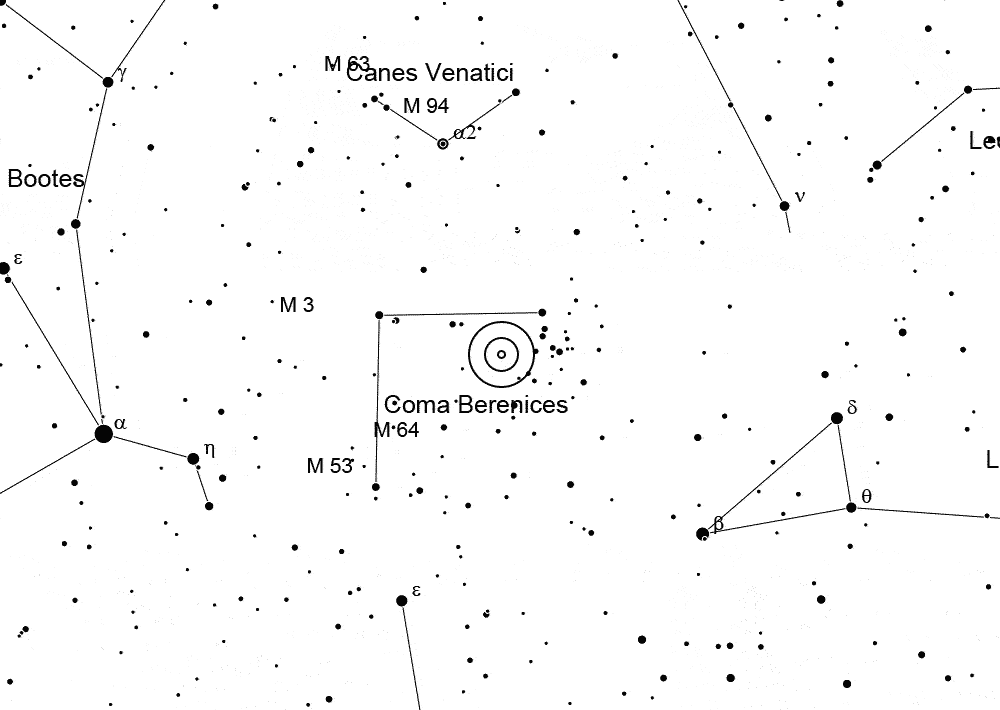 M 63
Canes Venatici
γ
M 94
α2
Leo
Bootes
ν
ε
M 3
Coma Berenices
δ
α
M 64
η
M 53
L
θ
β
ε